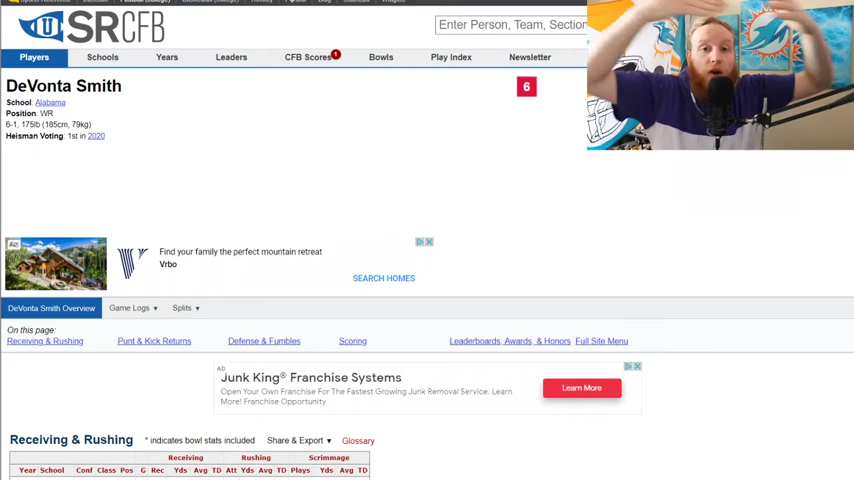 SRCFB
Enter Person, Team, Section
Players Schools Years Leaders CFB Scores 1 Bowls Play Index Newsletter
DeVonta Smith
6
School: Alabama
Position: WR
6-1, 175lb (185cm, 79kg)
Heisman Voting: 1st in 2020
Find your family the perfect mountain retreat
Vrbo
SEARCH HOMES
DeVonta Smith Overview Game Logs ▼ Splits ▼
On this page:
Receiving & Rushing Punt & Kick Returns Defense & Fumbles Scoring Leaderboards, Awards, & Honors Full Site Menu
AD
Junk King® Franchise Systems
Open Your Own Franchise For The Fastest Growing Junk Removal Service. Learn
More! Franchise Opportunity
Learn More
Receiving & Rushing * indicates bowl stats included Share & Export ▼ Glossary
Receiving Rushing Scrimmage
Year School Conf Class Pos G Rec Yds Avg TD Att Yds Avg TD Plays Yds Avg TD